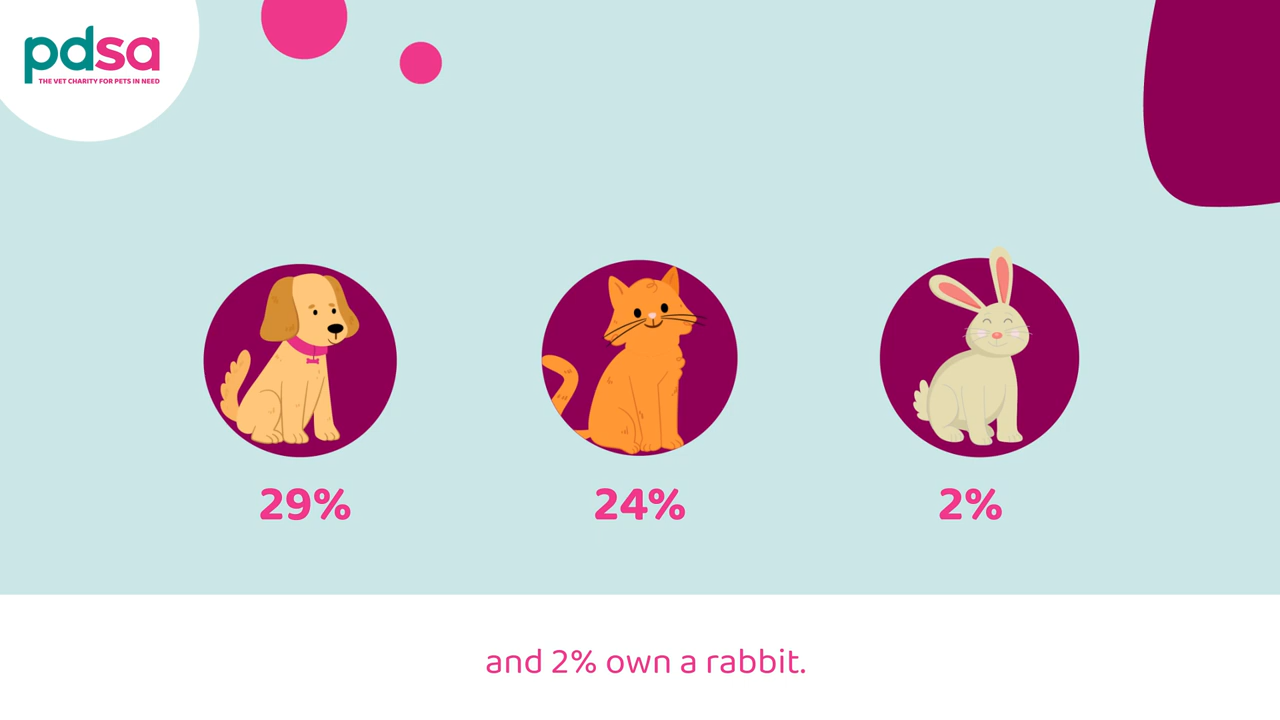 pdsa
THE VET CHARITY FOR PETS IN NEED
29%
24%
2%
and 2% own a rabbit.